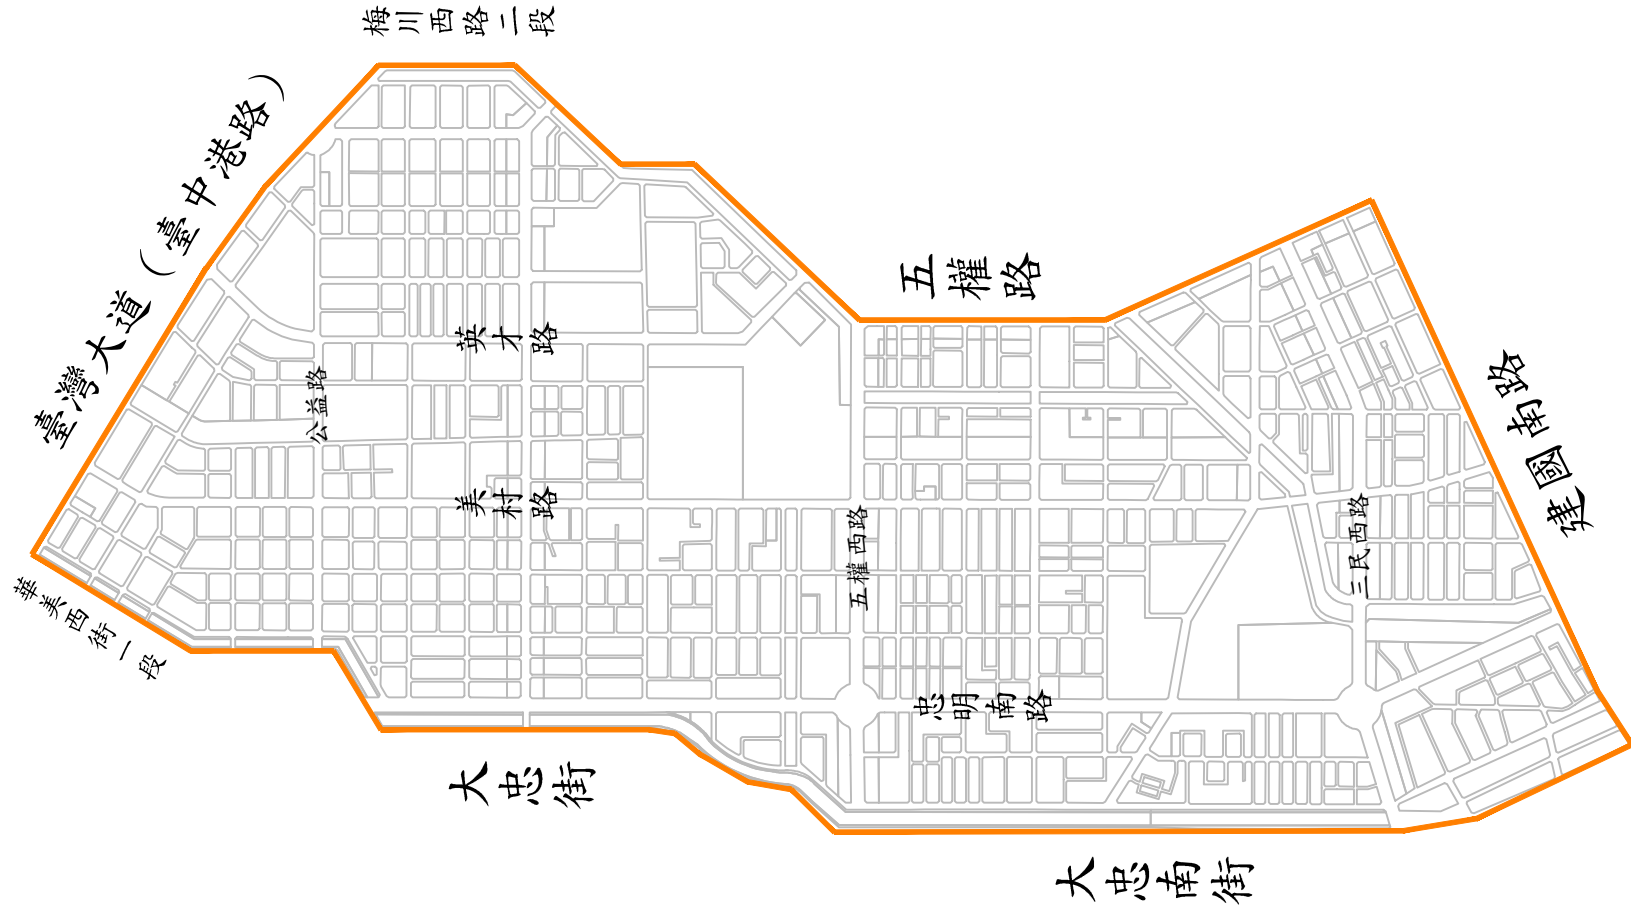 梅川西路二段
臺灣大道（臺中港路）
五權路
英才路
公益路
美村路
五權西路
三民西路
建國南路
華美西街一段
忠明南路
大忠街
大忠南街